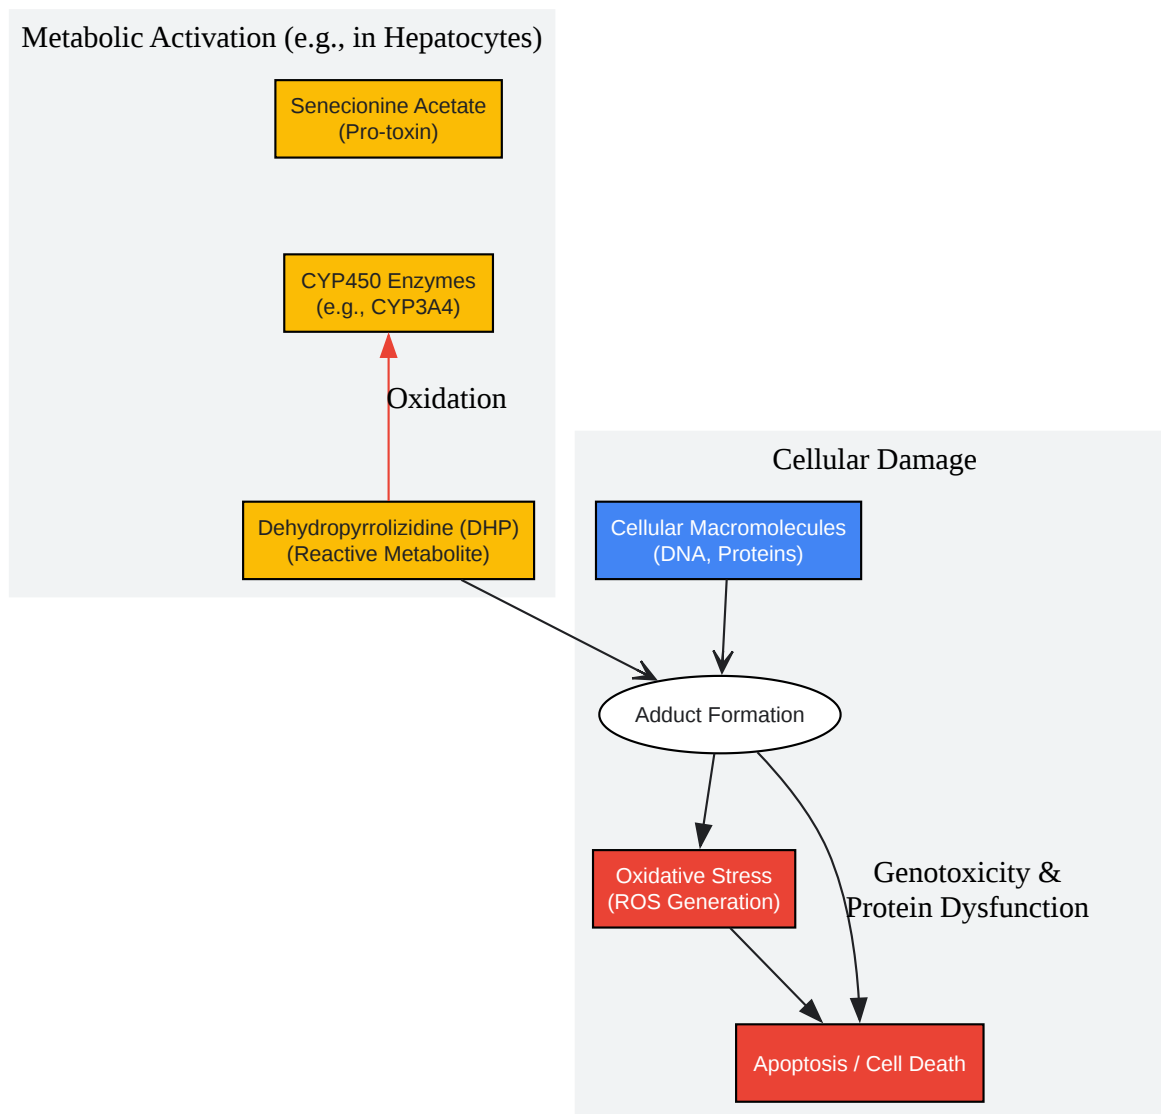 Metabolic Activation (e.g., in Hepatocytes)
Senecionine Acetate
(Pro-toxin)
CYP450 Enzymes
(e.g., CYP3A4)
Oxidation
Dehydropyrrolizidine (DHP)
(Reactive Metabolite)
Cellular Damage
Cellular Macromolecules
(DNA, Proteins)
Adduct Formation
Oxidative Stress
(ROS Generation)
Genotoxicity &
Protein Dysfunction
Apoptosis / Cell Death